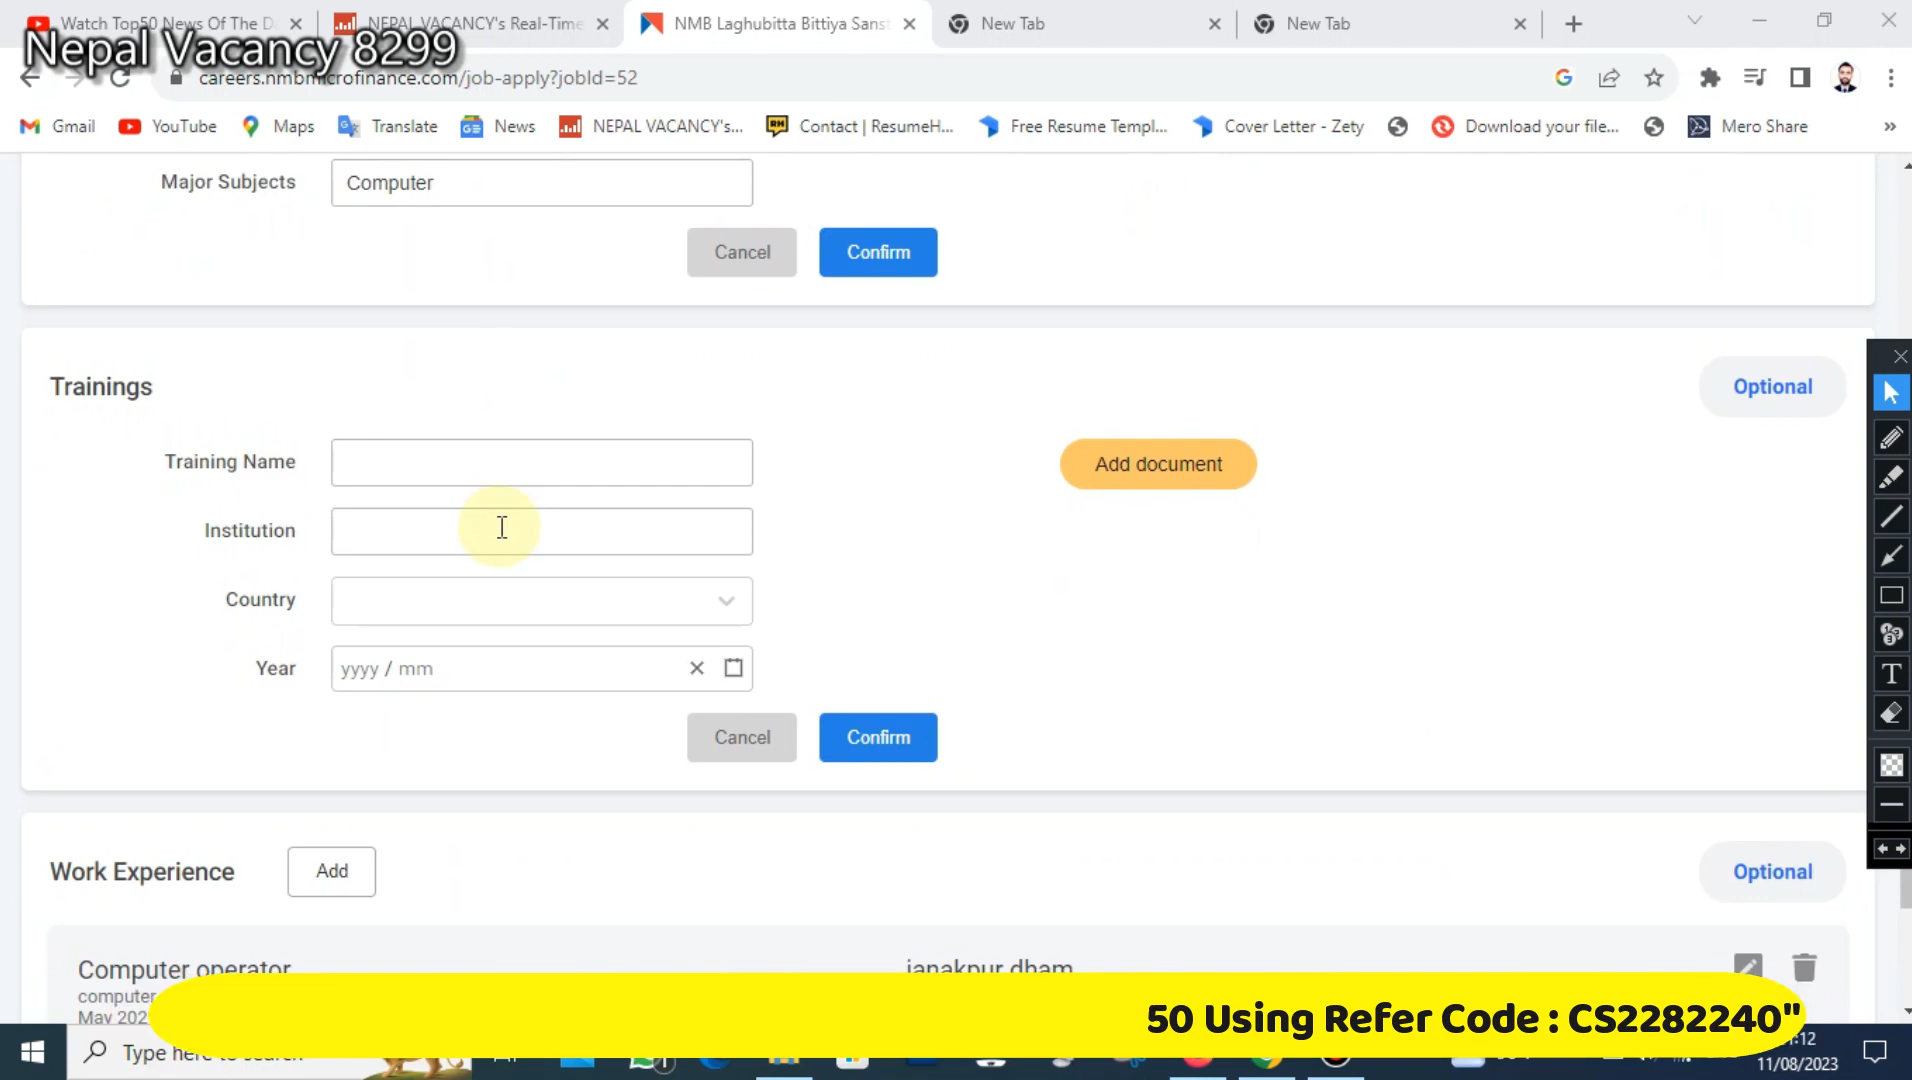 Watch Top50 News Of The D
NEPAL VACANCY's Real-Time
NMB Laghubitta Bittiya Sanst
New Tab
New Tab
Nepal Vacancy 8299
careers.nmbmicrofinance.com/job-apply?jobId=52
Gmail
YouTube
Maps
Translate
News
NEPAL VACANCY's...
Contact | ResumeH...
Free Resume Templ...
Cover Letter - Zety
Download your file...
Mero Share
»
Major Subjects
Computer
Cancel
Confirm
Trainings
Optional
Training Name
Add document
Institution
Country
Year
yyyy / mm
Cancel
Confirm
Work Experience
Add
Optional
Computer operator
janakpur dham
computer
May 202
50 Using Refer Code : CS2282240"
Type here to search
11/08/2023